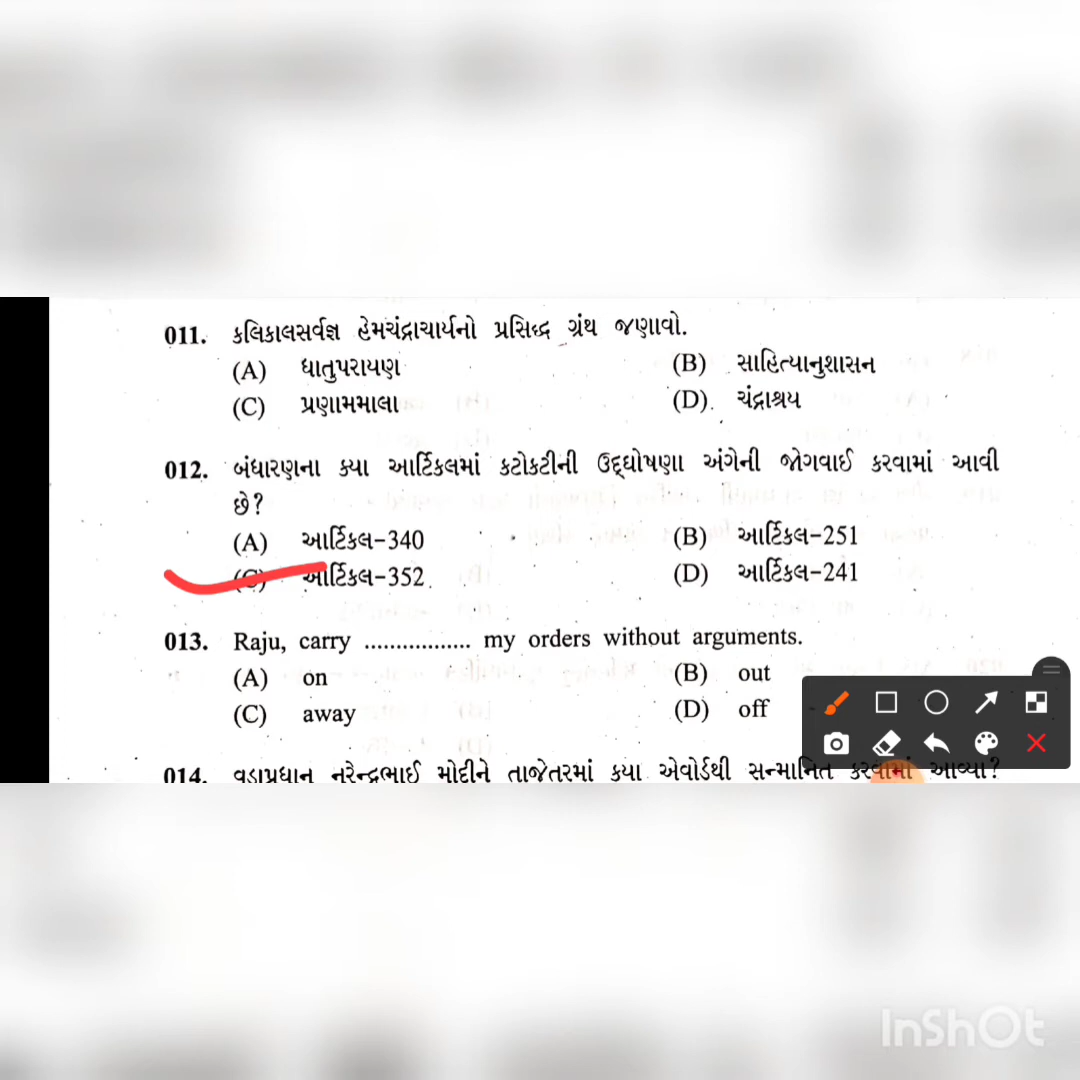 011. કલિકાલસર્વજ્ઞ હેમચંદ્રાચાર્યનો પ્રસિદ્ધ ગ્રંથ જણાવો.
(A) ધાતુપરાયણ (B) સાહિત્યાનુશાસન
(C) પ્રણામમાલા (D). ચંદ્રાશ્રય
012. બંધારણના ક્યા આર્ટિકલમાં કટોકટીની ઉદ્ઘોષણા અંગેની જોગવાઈ કરવામાં આવી
છે?
(A) આર્ટિકલ-340 (B) આર્ટિકલ-251
(C) આર્ટિકલ-352 (D) આર્ટિકલ-241
013. Raju, carry ................. my orders without arguments.
(A) on (B) out
(C) away (D) off
014. વડાપ્રધાન નરેન્દ્રભાઈ મોદીને તાજેતરમાં કયા એવોર્ડથી સન્માનિત કરવામાં આવ્યા?
InShOt